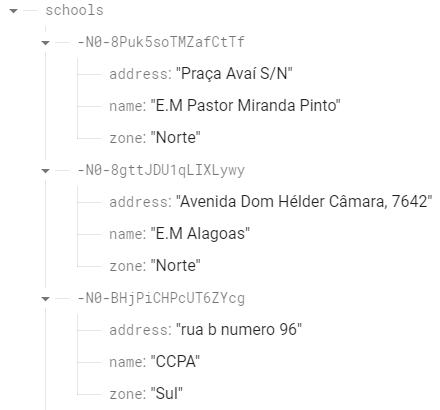 schools
-N0-8Puk5soTMZafCtTf
address: "Praça Avaí S/N"
name: "E.M Pastor Miranda Pinto"
zone: "Norte"
-N0-8gttJDU1qLIXLywy
address: "Avenida Dom Hélder Câmara, 7642"
name: "E.M Alagoas"
zone: "Norte"
-N0-BHjPiCHPcUT6ZYcg
address: "rua b numero 96"
name: "CCPA"
zone: "Sul"